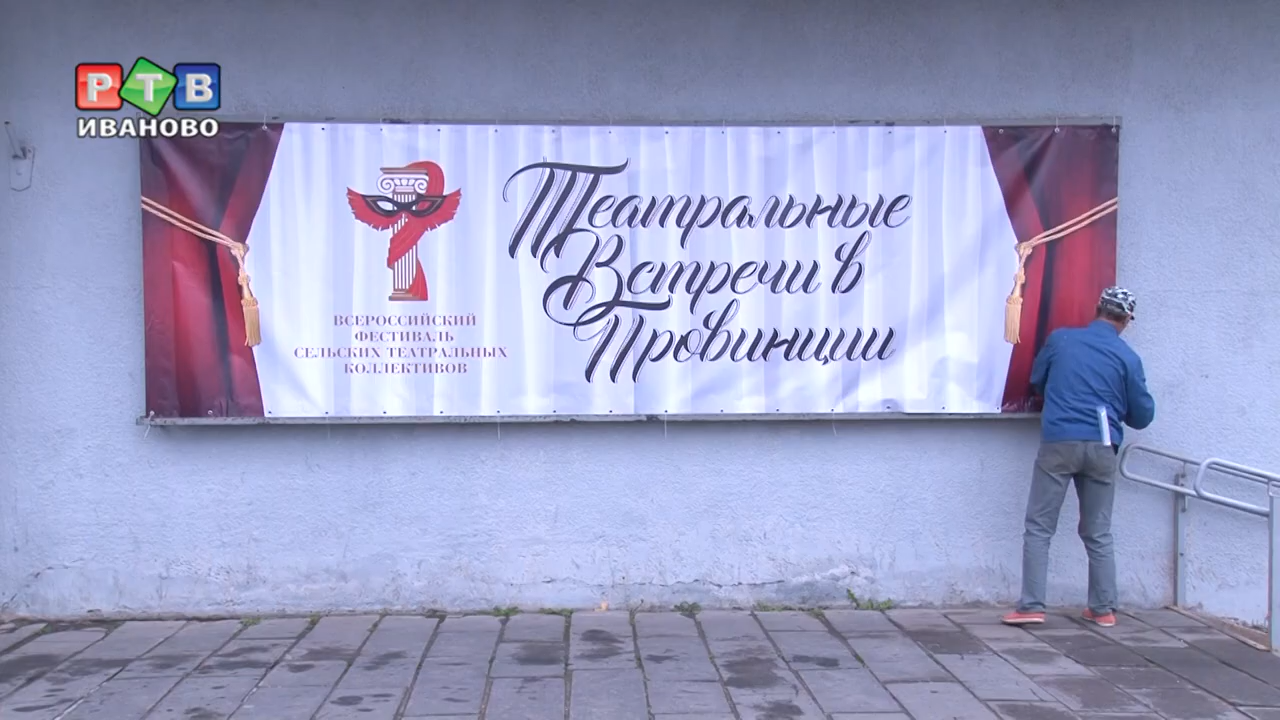 РТВ
ИВАНОВО
ВСЕРОССИЙСКИЙ
ФЕСТИВАЛЬ
СЕЛЬСКИХ ТЕАТРАЛЬНЫХ
КОЛЛЕКТИВОВ
Театральные
Встречи в
Провинции